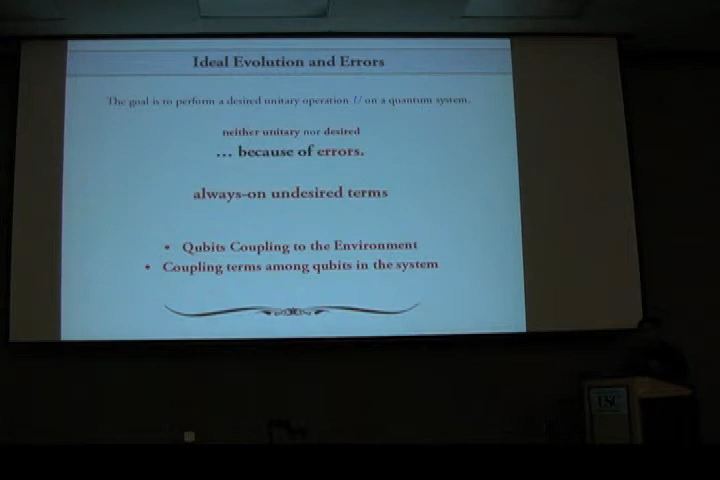 Ideal Evolution and Errors
The goal is to perform a desired unitary operation U on a quantum system.
neither unitary nor desired
... because of errors.
always-on undesired terms
• Qubits Coupling to the Environment
• Coupling terms among qubits in the system
USC